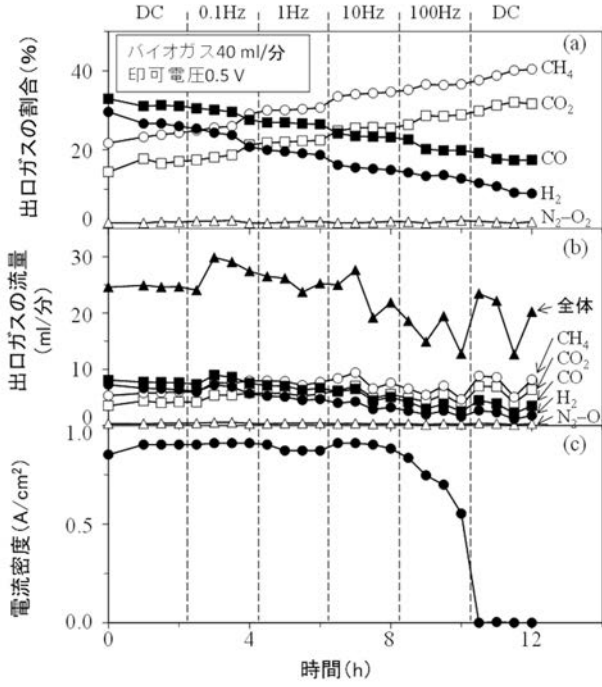 DC 0.1Hz 1Hz 10Hz 100Hz DC
バイオガス40 ml/分
印可電圧0.5 V
(a)
出口ガスの割合(%)
40
20
0
CH4
CO2
CO
H2
N2–O2
(b)
出口ガスの流量
(ml/分)
30
20
10
0
全体
CH4
CO2
CO
H2
N2–O
(c)
電流密度(A/cm²)
1.0
0.5
0.0
0 4 8 12
時間(h)